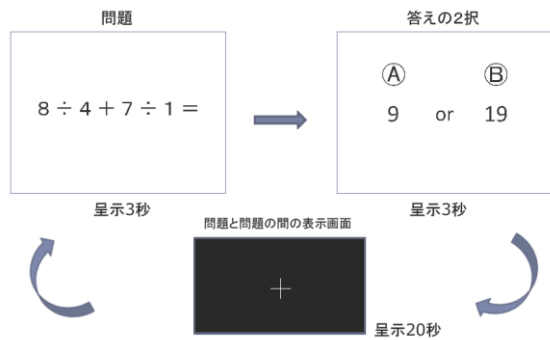 問題
8÷4+7÷1=
呈示3秒
答えの2択
Ⓐ Ⓑ
9 or 19
呈示3秒
問題と問題の間の表示画面
呈示20秒